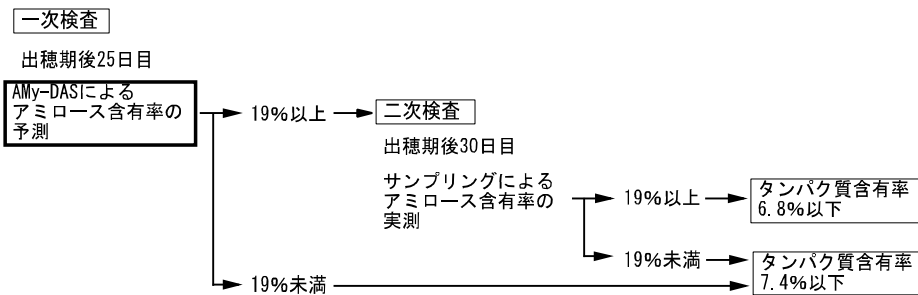 一次検査
出穂期後25日目
AMy-DASによる
アミロース含有率の
予測
19%以上
二次検査
出穂期後30日目
サンプリングによる
アミロース含有率の
実測
19%以上
タンパク質含有率
6.8%以下
19%未満
タンパク質含有率
7.4%以下
19%未満